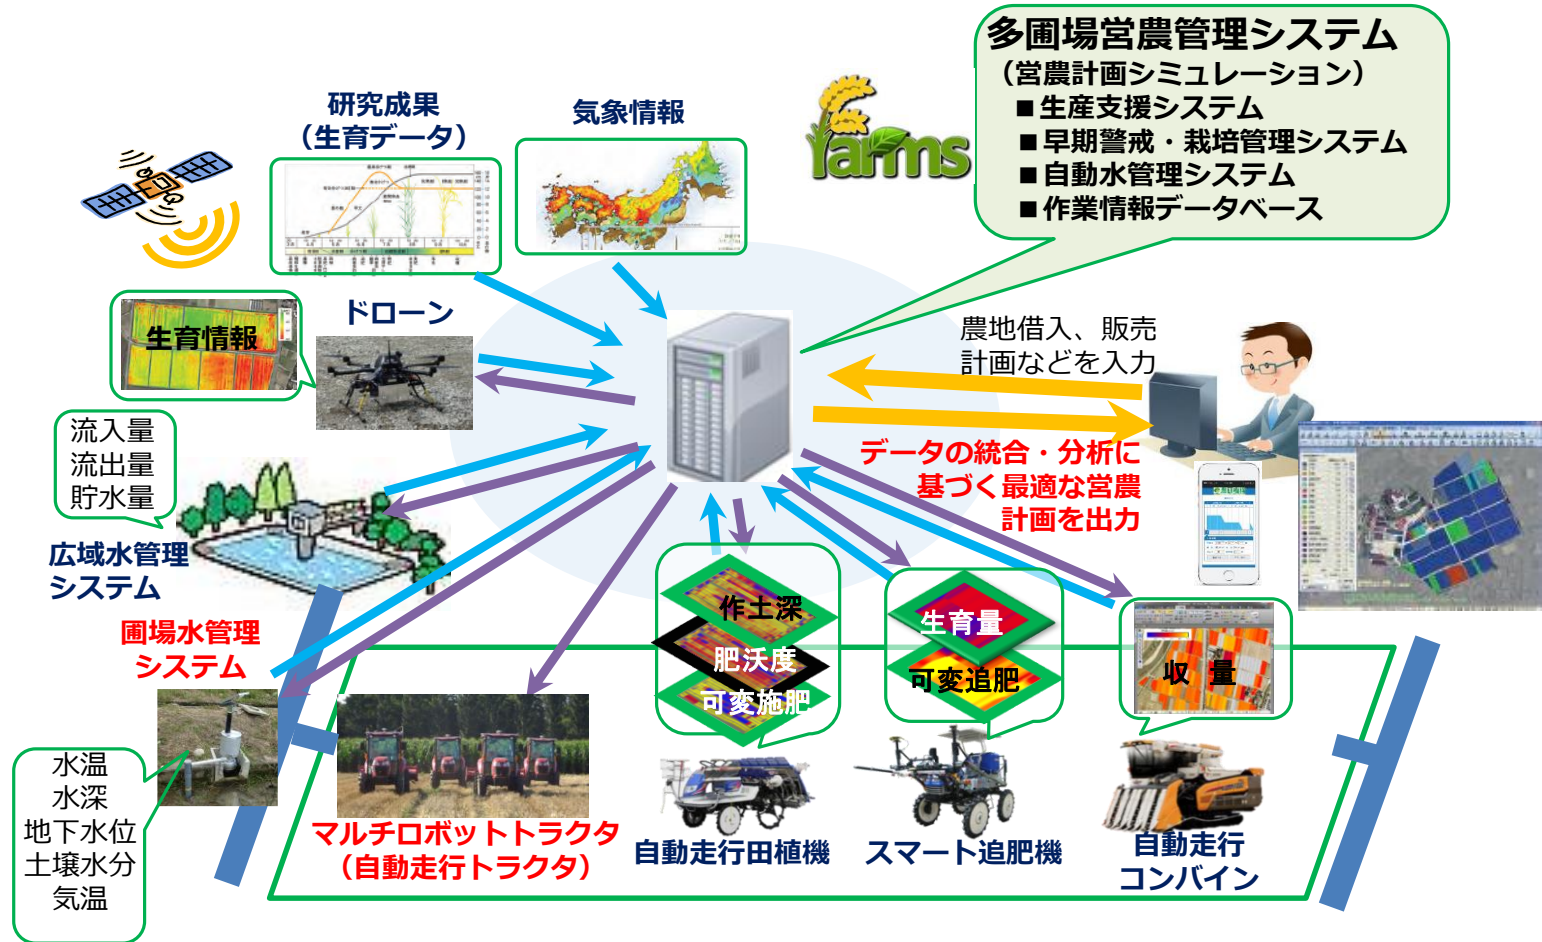 多圃場営農管理システム
（営農計画シミュレーション）
■生産支援システム
■早期警戒・栽培管理システム
■自動水管理システム
■作業情報データベース
farms
研究成果
（生育データ）
気象情報
生育情報
ドローン
農地借入、販売
計画などを入力
流入量
流出量
貯水量
データの統合・分析に
基づく最適な営農
計画を出力
広域水管理
システム
圃場水管理
システム
作土深
肥沃度
可変施肥
生育量
可変追肥
収 量
水温
水深
地下水位
土壌水分
気温
マルチロボットトラクタ
（自動走行トラクタ）
自動走行田植機
スマート追肥機
自動走行
コンバイン